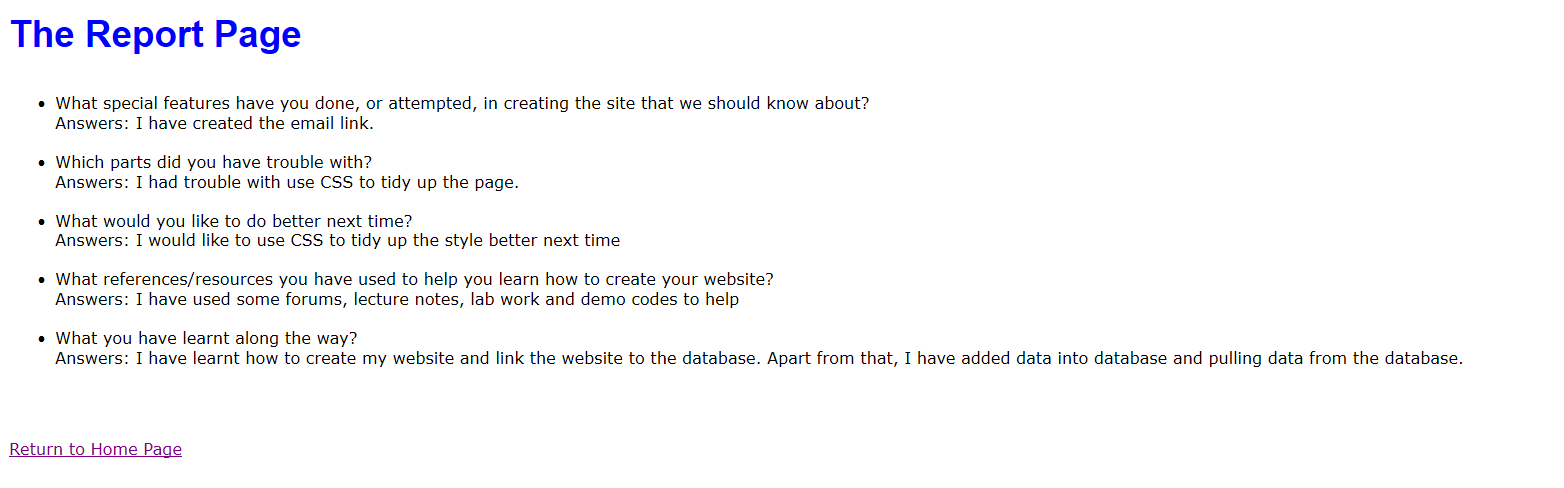 The Report Page
• What special features have you done, or attempted, in creating the site that we should know about?
Answers: I have created the email link.
• Which parts did you have trouble with?
Answers: I had trouble with use CSS to tidy up the page.
• What would you like to do better next time?
Answers: I would like to use CSS to tidy up the style better next time
• What references/resources you have used to help you learn how to create your website?
Answers: I have used some forums, lecture notes, lab work and demo codes to help
• What you have learnt along the way?
Answers: I have learnt how to create my website and link the website to the database. Apart from that, I have added data into database and pulling data from the database.
Return to Home Page